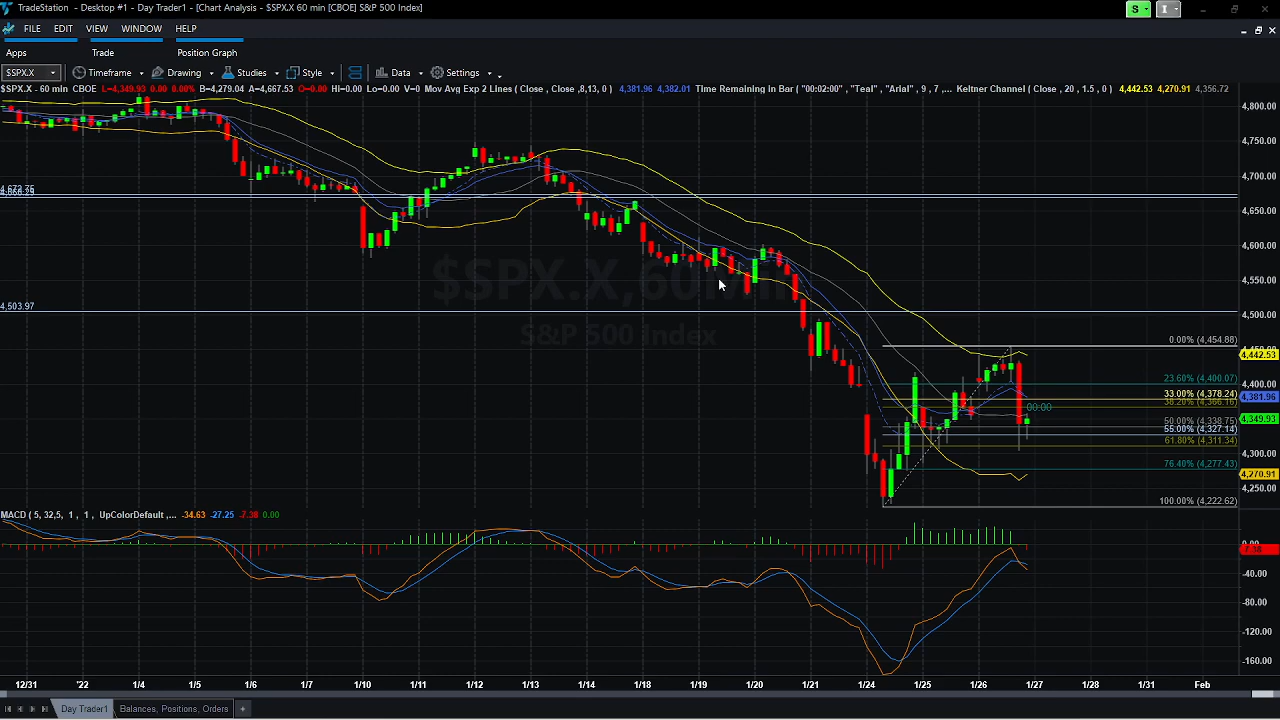 TradeStation - Desktop #1 - Day Trader1 - [Chart Analysis - $SPX.X 60 min [CBOE] S&P 500 Index]
S
I
FILE EDIT VIEW WINDOW HELP
Apps Trade Position Graph
$SPX.X Timeframe Drawing Studies Style Data Settings
$SPX.X - 60 min CBOE L=4,349.93 0.00 0.00% B=4,279.04 A=4,667.53 O=0.00 Hi=0.00 Lo=0.00 V=0 Mov Avg Exp 2 Lines ( Close , Close ,8,13, 0 ) 4,381.96 4,382.01 Time Remaining In Bar ( "00:02:00" , "Teal" , "Arial" , 9 , 7 ,... Keltner Channel ( Close , 20 , 1.5 , 0 ) 4,442.53 4,270.91 4,356.72
4,800.00
4,750.00
4,700.00
4,650.00
4,600.00
4,550.00
4,503.97
4,500.00
$SPX.X,60Min
S&P 500 Index
0.00% (4,454.88)
4,442.53
23.60% (4,400.07)
4,400.00
33.00% (4,378.24)
4,381.96
38.20% (4,366.16)
00:00
50.00% (4,338.75)
4,349.93
55.00% (4,327.14)
61.80% (4,311.34)
4,300.00
76.40% (4,277.43)
4,270.91
4,250.00
100.00% (4,222.62)
MACD ( 5, 32,5, 1 , 1 , UpColorDefault ,... -34.63 -27.25 -7.38 0.00
-7.38
-40.00
-80.00
-120.00
-160.00
12/31 '22 1/4 1/5 1/6 1/7 1/10 1/11 1/12 1/13 1/14 1/18 1/19 1/20 1/21 1/24 1/25 1/26 1/27 1/28 1/31 Feb
Day Trader1 Balances, Positions, Orders +